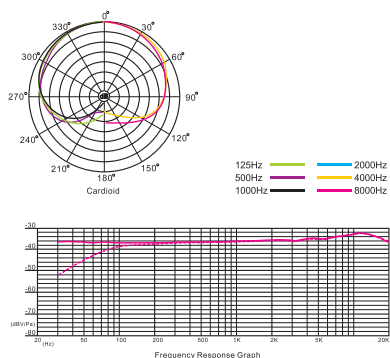 0°
330° 30°
300° 60°
270° dB 90°
240° 120°
210° 150°
180°
Cardioid
125Hz 2000Hz
500Hz 4000Hz
1000Hz 8000Hz
-30
-40
-50
-60
-70
(dBV/Pa)
-80
20 (Hz) 50 100 200 500 1K 2K 5K 10K 20K
Frequency Response Graph